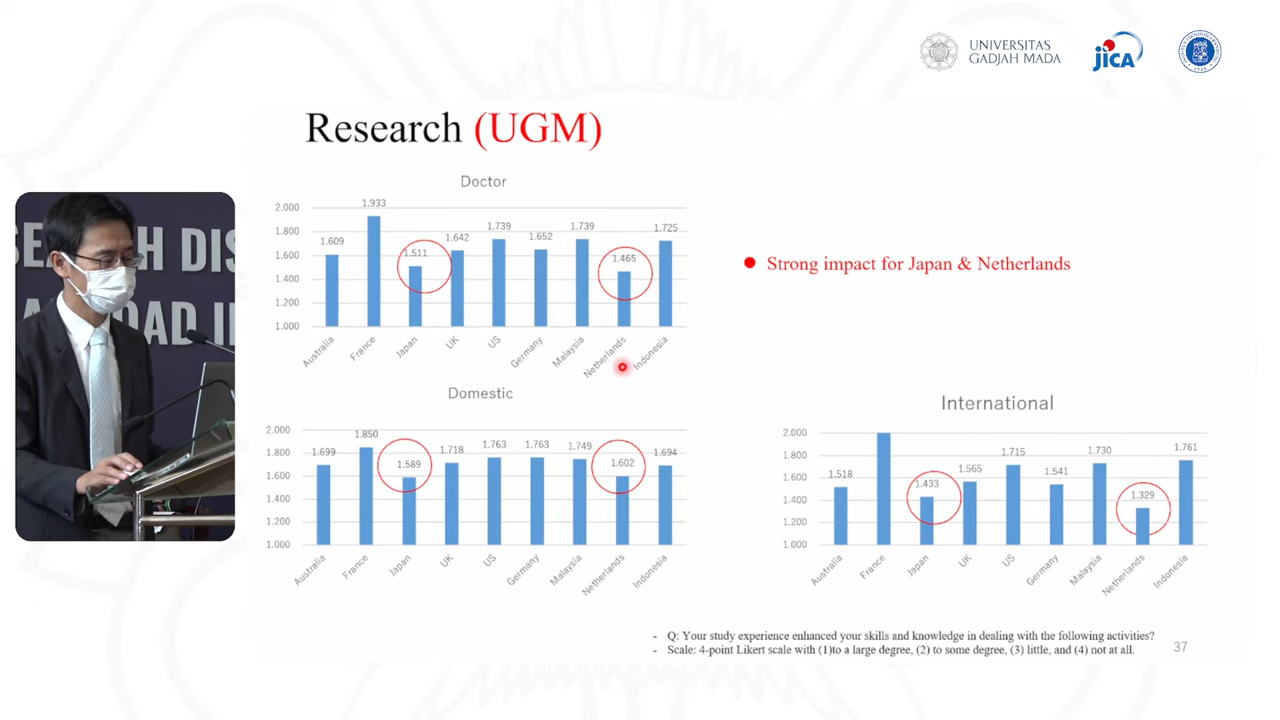 UNIVERSITAS
GADJAH MADA
JICA
Research (UGM)
Doctor
2.000
1.800
1.600
1.400
1.200
1.000
1.609
1.933
1.511
1.642
1.739
1.652
1.739
1.465
1.725
Australia
France
Japan
UK
US
Germany
Malaysia
Netherlands
Indonesia
Strong impact for Japan & Netherlands
Domestic
2.000
1.800
1.600
1.400
1.200
1.000
1.699
1.850
1.589
1.718
1.763
1.763
1.749
1.602
1.694
Australia
France
Japan
UK
US
Germany
Malaysia
Netherlands
Indonesia
International
2.000
1.800
1.600
1.400
1.200
1.000
1.518
1.433
1.565
1.715
1.541
1.730
1.329
1.761
Australia
France
Japan
UK
US
Germany
Malaysia
Netherlands
Indonesia
- Q: Your study experience enhanced your skills and knowledge in dealing with the following activities?
- Scale: 4-point Likert scale with (1)to a large degree, (2) to some degree, (3) little, and (4) not at all.
37